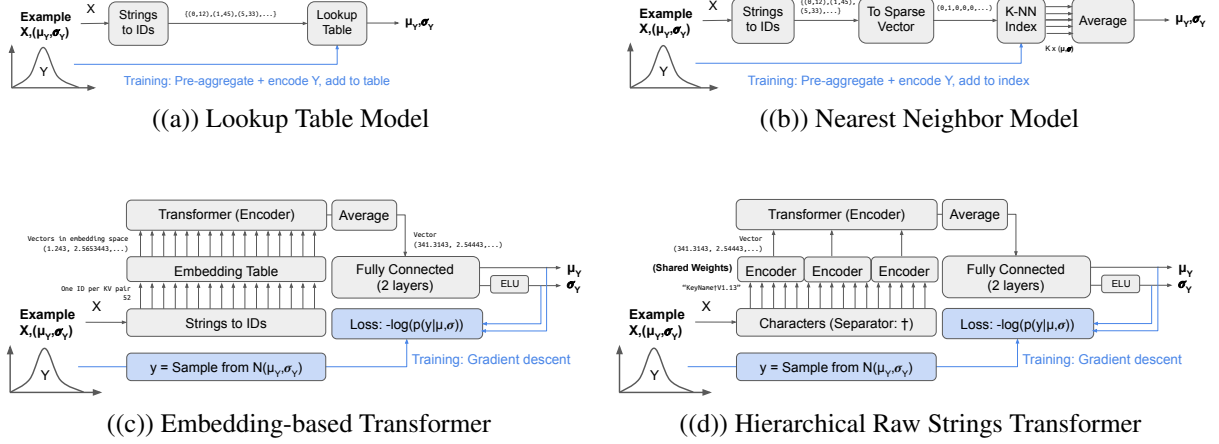 Example
X,(μY,σY)
X
Strings
to IDs
{(0,12),(1,45),(5,33),...}
Lookup
Table
μY,σY
Y
Training: Pre-aggregate + encode Y, add to table
((a)) Lookup Table Model
Example
X,(μY,σY)
X
Strings
to IDs
{(0,12),(1,45),
(5,33),...}
To Sparse
Vector
(0,1,0,0,0,...)
K-NN
Index
K x (μ,σ)
Average
μY,σY
Y
Training: Pre-aggregate + encode Y, add to index
((b)) Nearest Neighbor Model
Transformer (Encoder)
Average
Vectors in embedding space
(1.243, 2.5653443,...)
Vector
(341.3143, 2.54443,...)
Embedding Table
Fully Connected
(2 layers)
ELU
μY
σY
One ID per KV pair
52
X
Example
X,(μY,σY)
Strings to IDs
Loss: -log(p(y|μ,σ))
Y
y = Sample from N(μY,σY)
Training: Gradient descent
((c)) Embedding-based Transformer
Transformer (Encoder)
Average
Vector
(341.3143, 2.54443,...)
(Shared Weights)
Encoder
Encoder
Encoder
Fully Connected
(2 layers)
ELU
μY
σY
"KeyName†V1.13"
X
Example
X,(μY,σY)
Characters (Separator: †)
Loss: -log(p(y|μ,σ))
Y
y = Sample from N(μY,σY)
Training: Gradient descent
((d)) Hierarchical Raw Strings Transformer